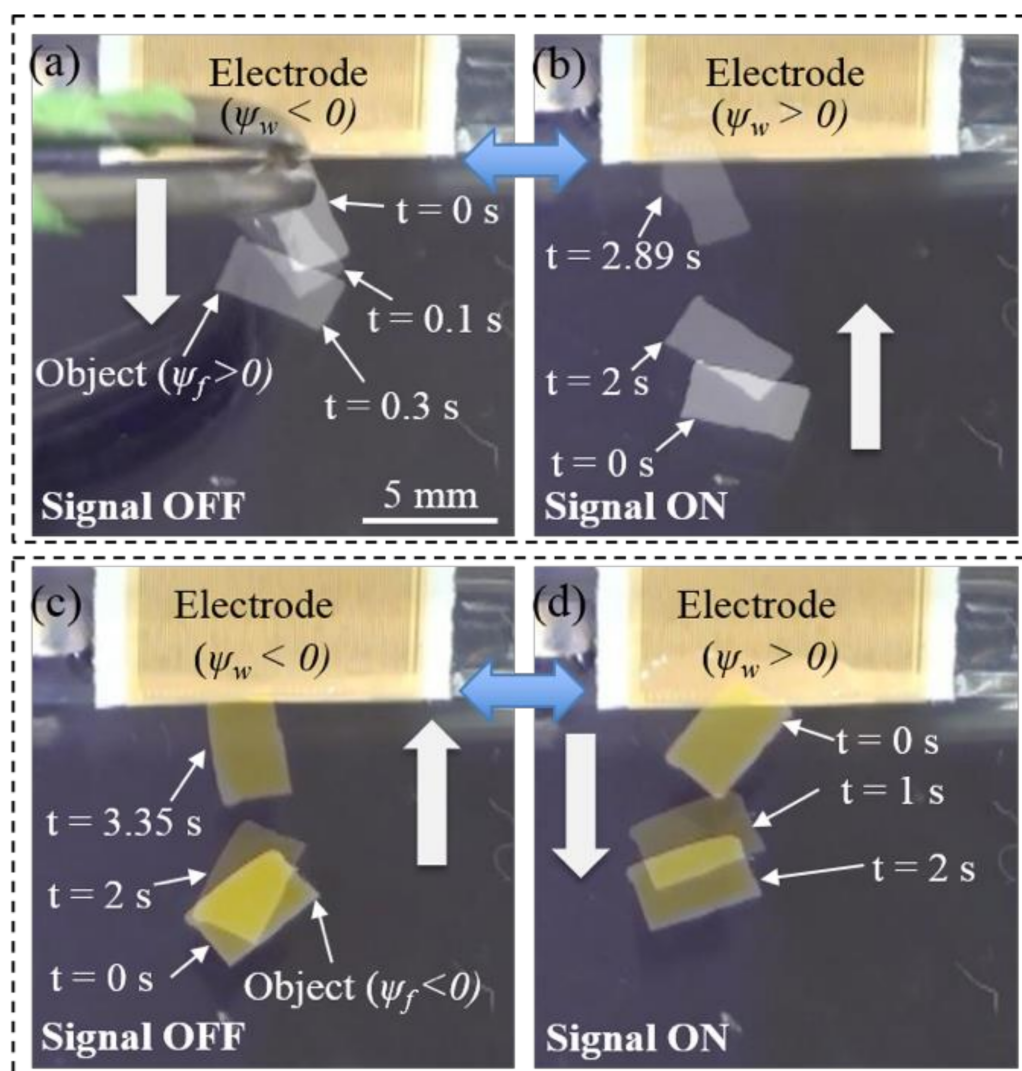 (a)
Electrode
(ψw < 0)
t = 0 s
t = 0.1 s
Object (ψf >0)
t = 0.3 s
Signal OFF
5 mm
(b)
Electrode
(ψw > 0)
t = 2.89 s
t = 2 s
t = 0 s
Signal ON
(c)
Electrode
(ψw < 0)
t = 3.35 s
t = 2 s
t = 0 s
Object (ψf <0)
Signal OFF
(d)
Electrode
(ψw > 0)
t = 0 s
t = 1 s
t = 2 s
Signal ON